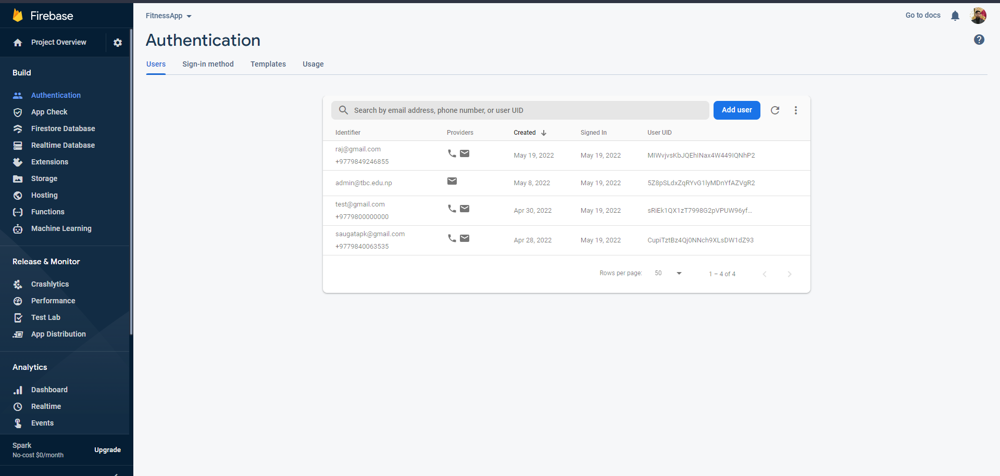 Firebase
Project Overview
Build
Authentication
App Check
Firestore Database
Realtime Database
Extensions
Storage
Hosting
Functions
Machine Learning
Release & Monitor
Crashlytics
Performance
Test Lab
App Distribution
Analytics
Dashboard
Realtime
Events
Spark
No-cost $0/month
Upgrade
FitnessApp
Go to docs
Authentication
Users Sign-in method Templates Usage
Search by email address, phone number, or user UID
Add user
Identifier Providers Created Signed In User UID
raj@gmail.com
+9779849246855
May 19, 2022 May 19, 2022 MIWvjvsKbJQEhINax4W449IQNhP2
admin@tbc.edu.np May 8, 2022 May 19, 2022 5Z8pSLdxZqRYvG1lyMDnYfAZVgR2
test@gmail.com
+9779800000000
Apr 30, 2022 May 19, 2022 sRiEk1QX1zT7998G2pVPUW96yf...
saugatapk@gmail.com
+9779840063535
Apr 28, 2022 May 19, 2022 CupiTztBz4Qj0NNch9XLsDW1dZ93
Rows per page: 50 1 – 4 of 4